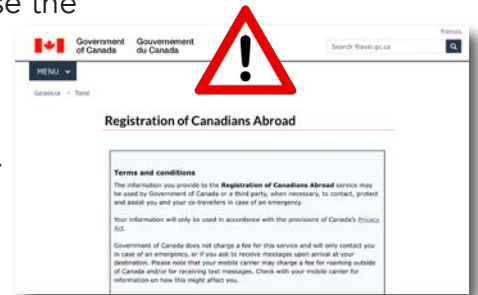 se the
Government Gouvernement
of Canada du Canada
Français
Search Travel.gc.ca
MENU
Canada.ca > Travel
Registration of Canadians Abroad
Terms and conditions
The information you provide to the Registration of Canadians Abroad service may
be used by Government of Canada or a third party, when necessary, to contact, protect
and assist you and your co-travellers in case of an emergency.
Your information will only be used in accordance with the provisions of Canada's Privacy
Act.
Government of Canada does not charge a fee for this service and will only contact you
in case of an emergency, or if you ask to receive messages upon arrival at your
destination. Please note that your mobile carrier may charge a fee for roaming outside
of Canada and/or for receiving text messages. Check with your mobile carrier for
information on how this might affect you.